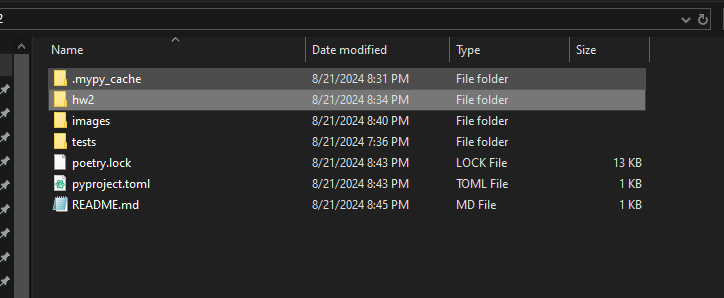 2
Name Date modified Type Size
.mypy_cache 8/21/2024 8:31 PM File folder
hw2 8/21/2024 8:34 PM File folder
images 8/21/2024 8:40 PM File folder
tests 8/21/2024 7:36 PM File folder
poetry.lock 8/21/2024 8:43 PM LOCK File 13 KB
pyproject.toml 8/21/2024 8:43 PM TOML File 1 KB
README.md 8/21/2024 8:45 PM MD File 1 KB